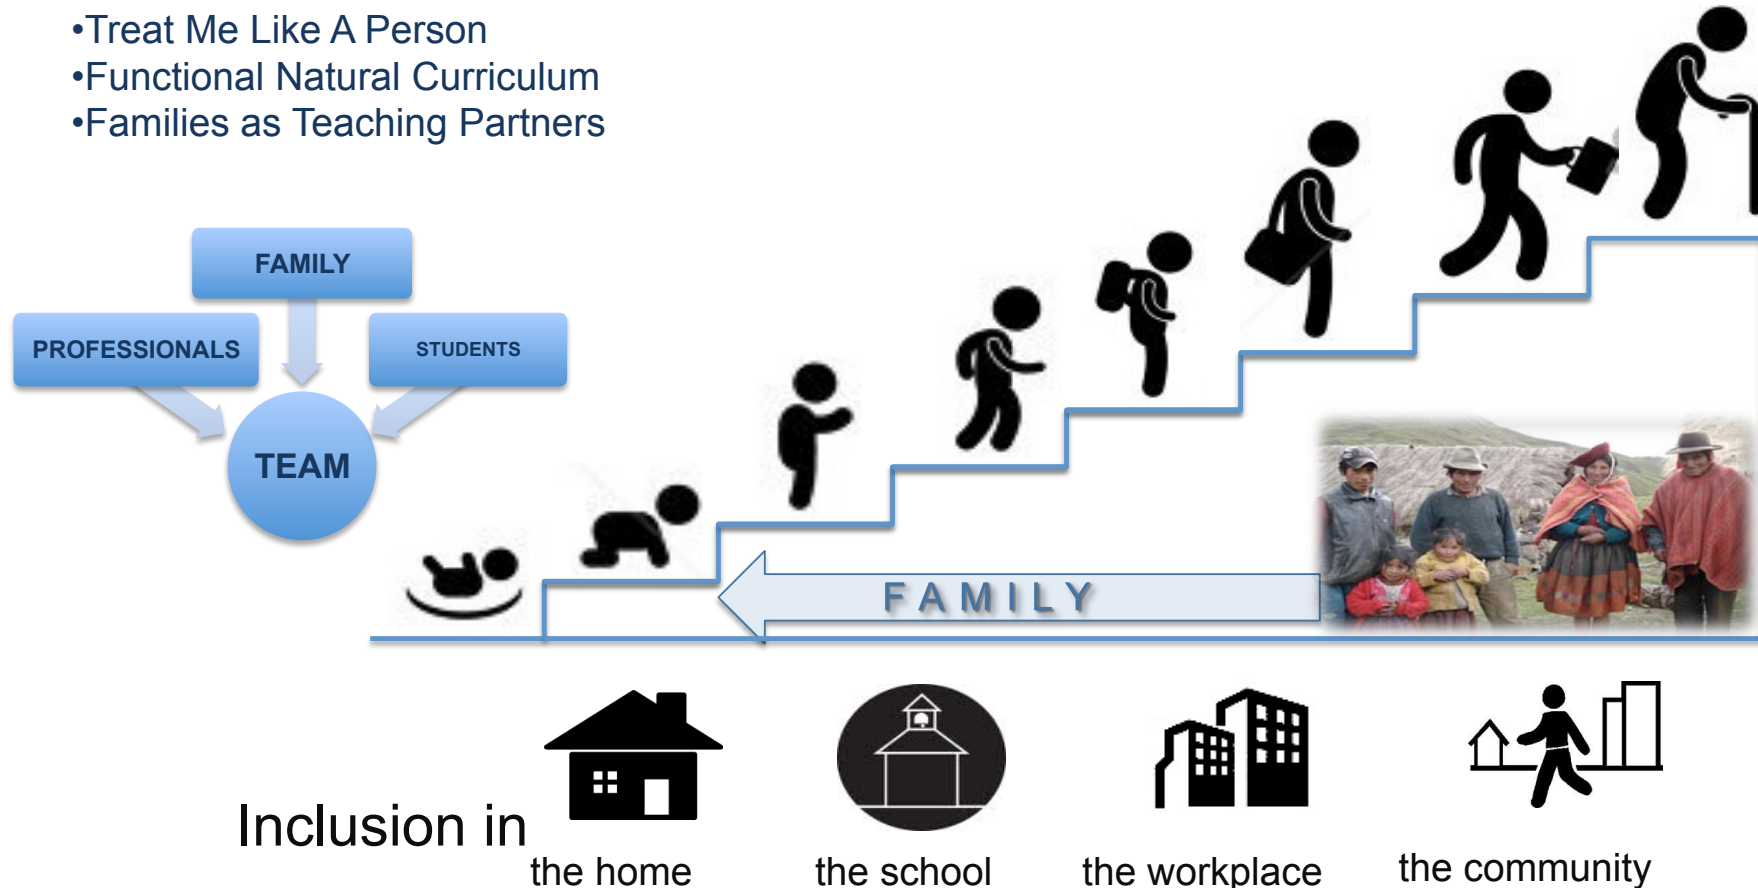 •Treat Me Like A Person
•Functional Natural Curriculum
•Families as Teaching Partners
FAMILY
PROFESSIONALS
STUDENTS
TEAM
FAMILY
Inclusion in
the home
the school
the workplace
the community